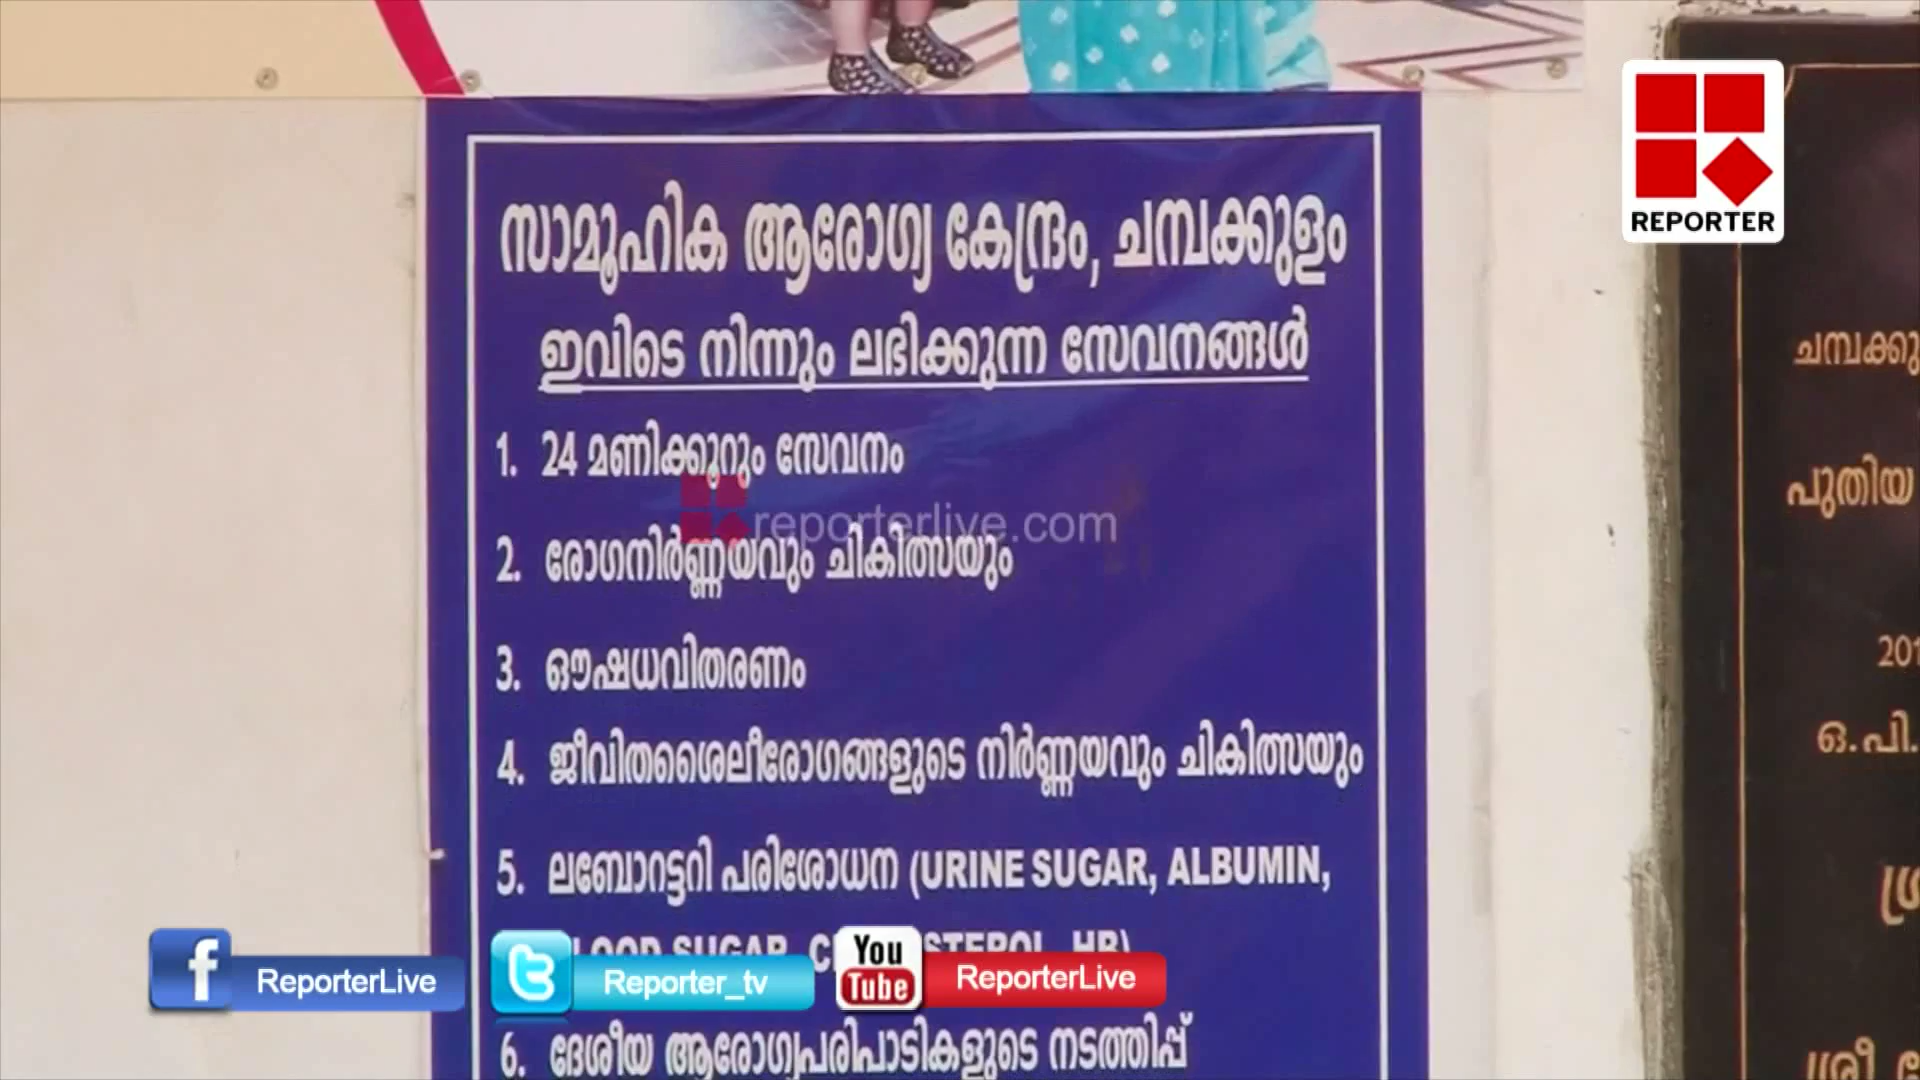 REPORTER
സാമൂഹിക ആരോഗ്യ കേന്ദ്രം, ചമ്പക്കുളം
ഇവിടെ നിന്നും ലഭിക്കുന്ന സേവനങ്ങൾ
1. 24 മണിക്കൂറും സേവനം
reporterlive.com
2. രോഗനിർണ്ണയവും ചികിത്സയും
3. ഔഷധവിതരണം
4. ജീവിതശൈലീരോഗങ്ങളുടെ നിർണ്ണയവും ചികിത്സയും
5. ലബോറട്ടറി പരിശോധന (URINE SUGAR, ALBUMIN,
SUGAR, HB)
6. ദേശീയ ആരോഗ്യപരിപാടികളുടെ നടത്തിപ്പ്
പുതിയ
ഒ.പി.
ശ്രീ
f ReporterLive
Reporter_tv
You Tube ReporterLive